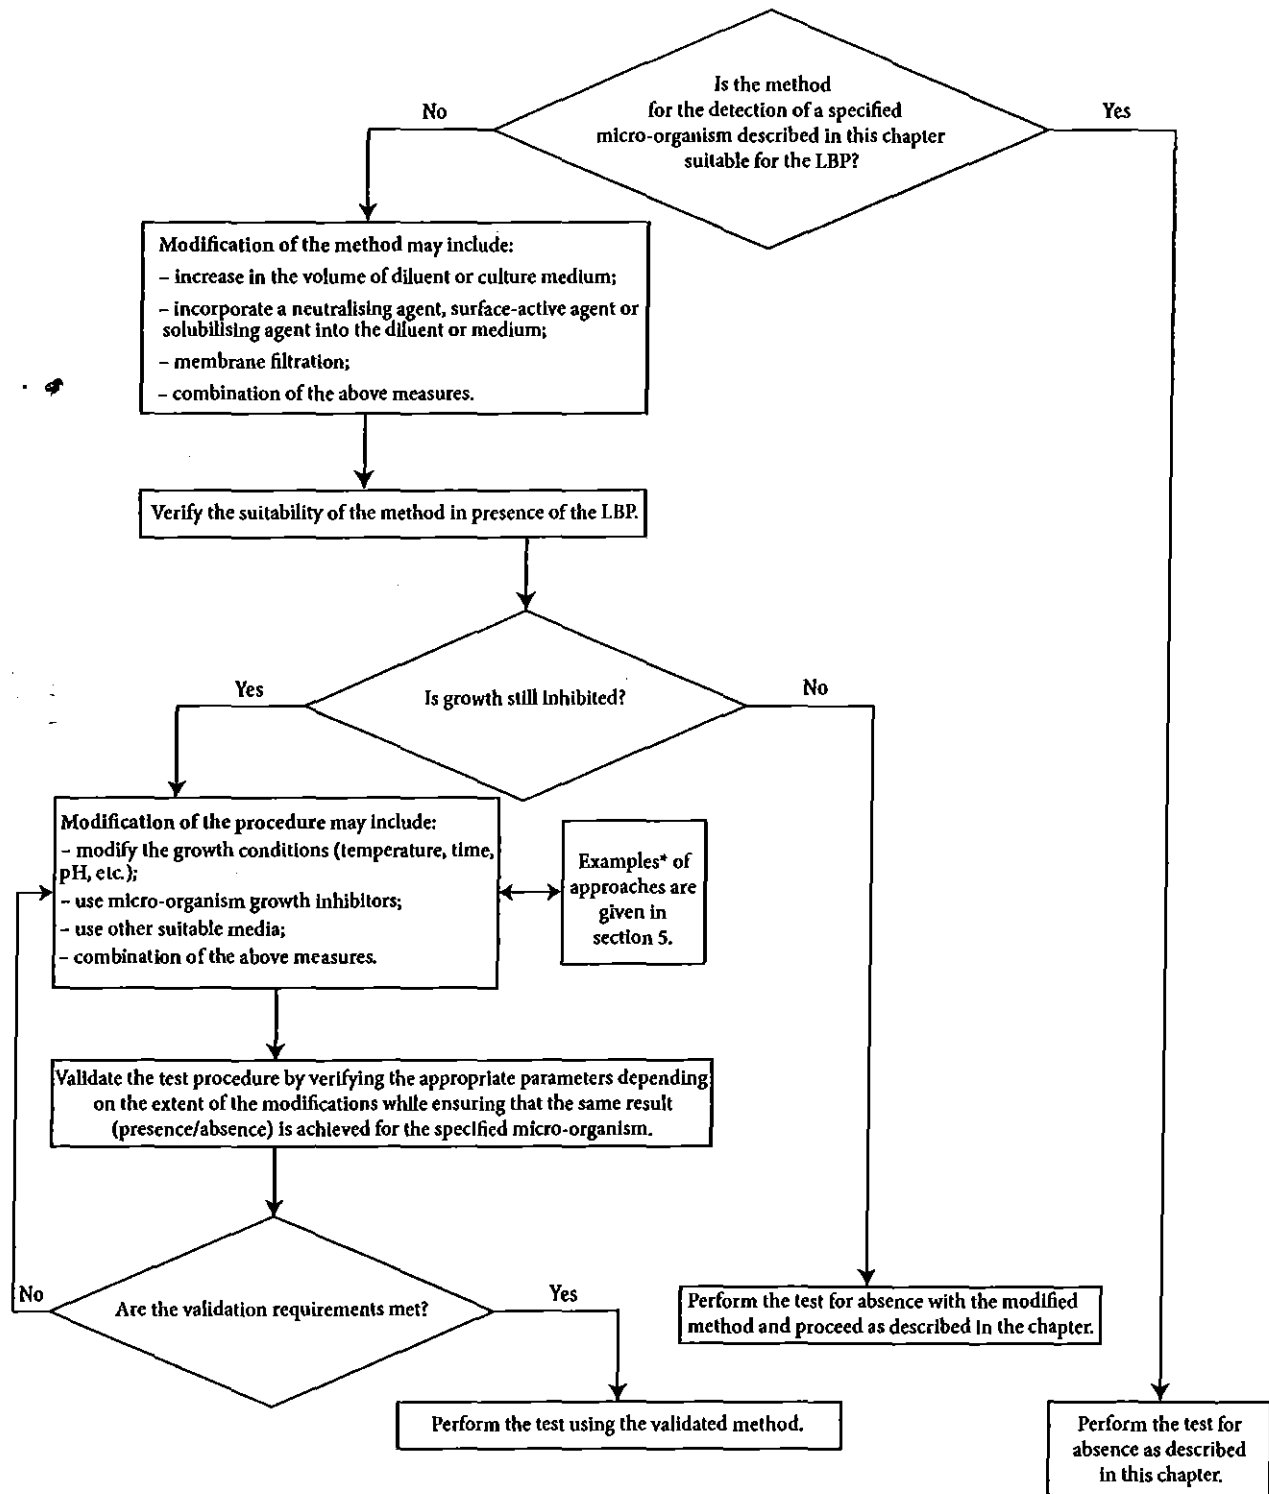 Is the method
for the detection of a specified
micro-organism described in this chapter
suitable for the LBP?
No
Yes
Modification of the method may include:
– increase in the volume of diluent or culture medium;
– incorporate a neutralising agent, surface-active agent or
solubilising agent into the diluent or medium;
– membrane filtration;
– combination of the above measures.
Verify the suitability of the method in presence of the LBP.
Is growth still inhibited?
Yes
No
Modification of the procedure may include:
– modify the growth conditions (temperature, time,
pH, etc.);
– use micro-organism growth inhibitors;
– use other suitable media;
– combination of the above measures.
Examples* of
approaches are
given in
section 5.
Validate the test procedure by verifying the appropriate parameters depending
on the extent of the modifications while ensuring that the same result
(presence/absence) is achieved for the specified micro-organism.
Are the validation requirements met?
No
Yes
Perform the test for absence with the modified
method and proceed as described in the chapter.
Perform the test using the validated method.
Perform the test for
absence as described
in this chapter.